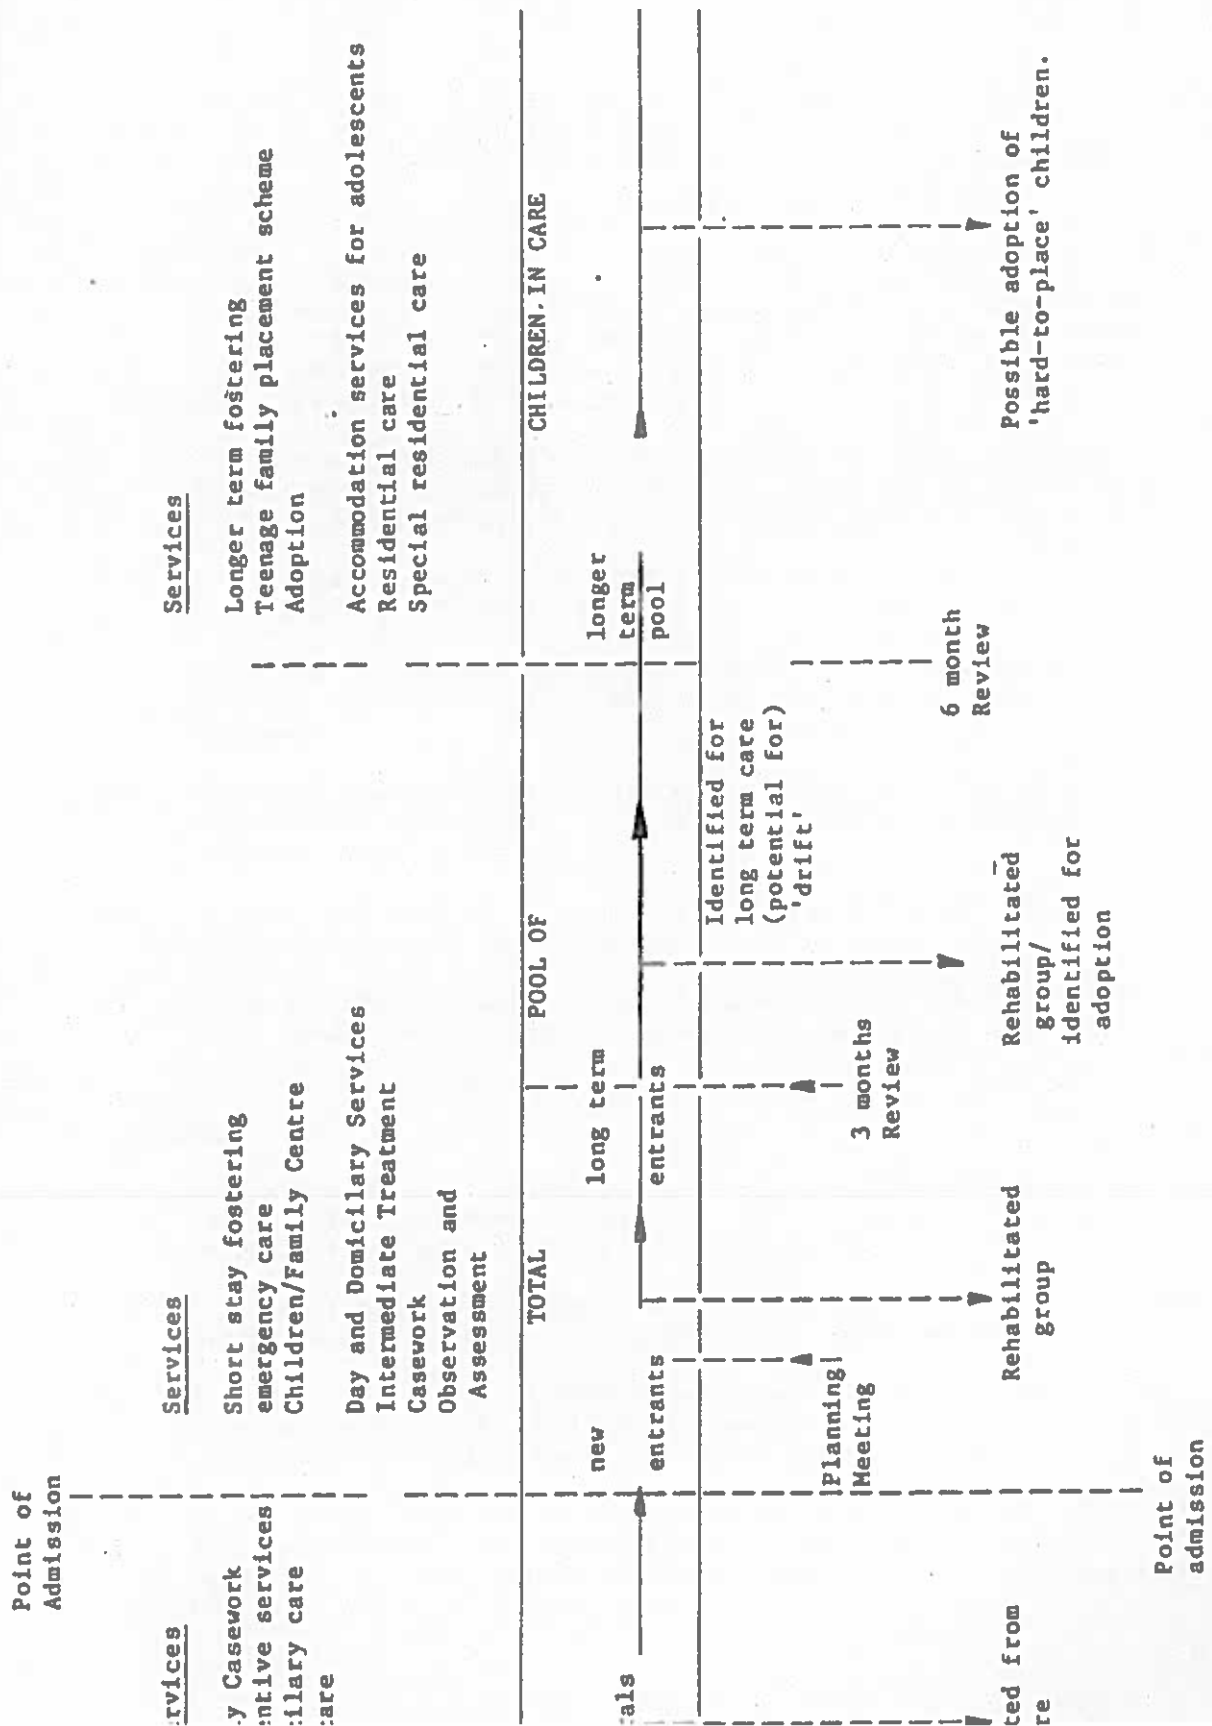 Point of
Admission
rvices
y Casework
ntive services
ilary care
care
Services
Short stay fostering
emergency care
Children/Family Centre
Day and Domicilary Services
Intermediate Treatment
Casework
Observation and
Assessment
Services
Longer term fostering
Teenage family placement scheme
Adoption
Accommodation services for adolescents
Residential care
Special residential care
TOTAL
POOL OF
CHILDREN.IN CARE
als
new
entrants
long term
entrants
longer
term
pool
Planning
Meeting
3 months
Review
Identified for
long term care
(potential for)
'drift'
6 month
Review
ted from
re
Rehabilitated
group
Rehabilitated
group/
identified for
adoption
Possible adoption of
'hard-to-place' children.
Point of
admission